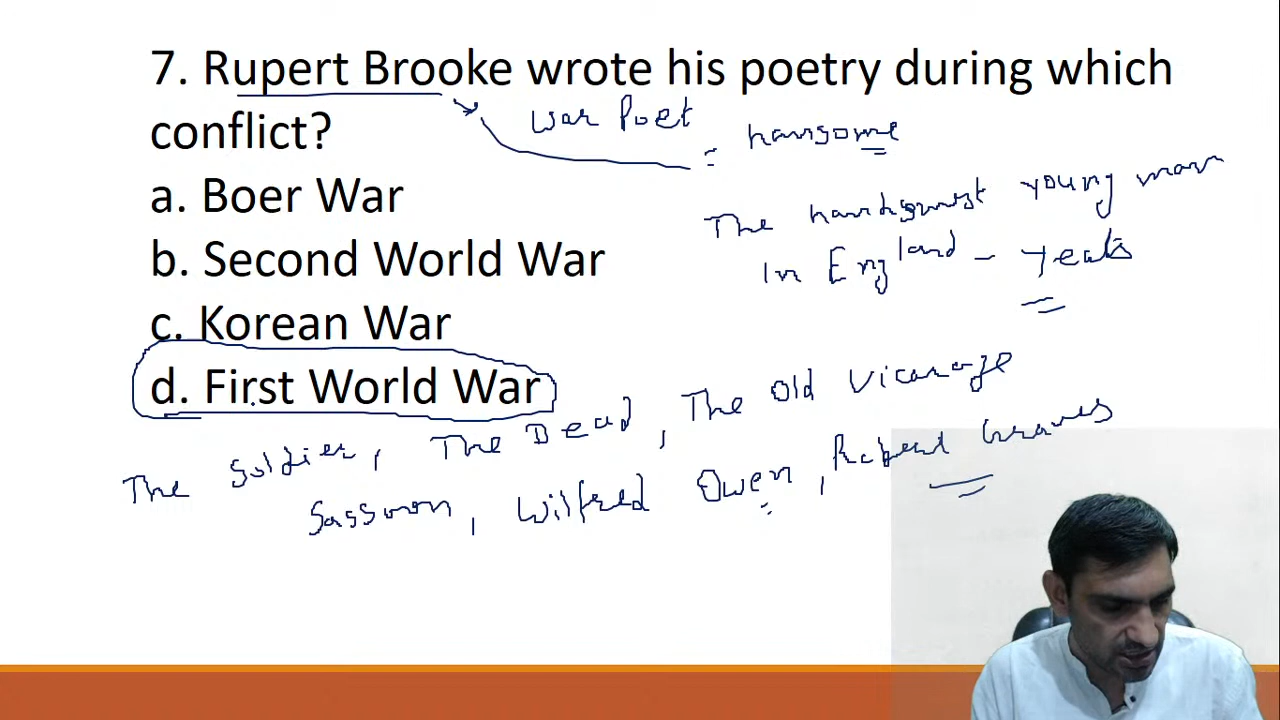 7. Rupert Brooke wrote his poetry during which
conflict?
War Poet
= hansome
a. Boer War
The handsomest young man
in England - Yeats
b. Second World War
c. Korean War
d. First World War
The Soldier, The Dead, The Old Vicarage
Sassoon, Wilfred Owen, Robert Graves